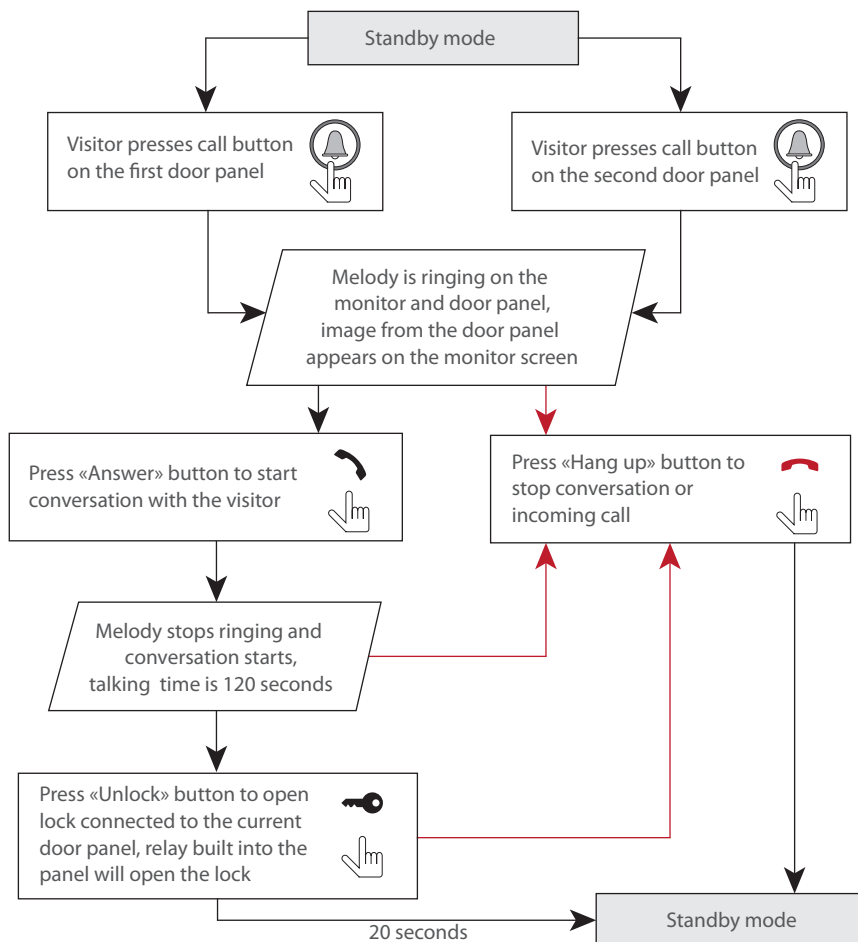 Standby mode
Visitor presses call button
on the first door panel
Visitor presses call button
on the second door panel
Melody is ringing on the
monitor and door panel,
image from the door panel
appears on the monitor screen
Press «Answer» button to start
conversation with the visitor
Press «Hang up» button to
stop conversation or
incoming call
Melody stops ringing and
conversation starts,
talking time is 120 seconds
Press «Unlock» button to open
lock connected to the current
door panel, relay built into the
panel will open the lock
20 seconds
Standby mode